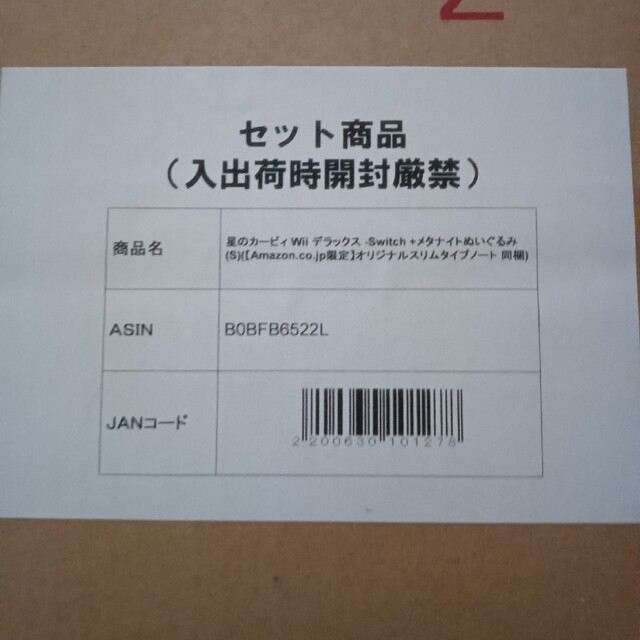 セット商品
（入出荷時開封厳禁）
商品名
星のカービィ Wii デラックス -Switch +メタナイトぬいぐるみ
(S)(【Amazon.co.jp限定】オリジナルスリムタイプノート 同梱)
ASIN
B0BFB6522L
JANコード
2200630101278